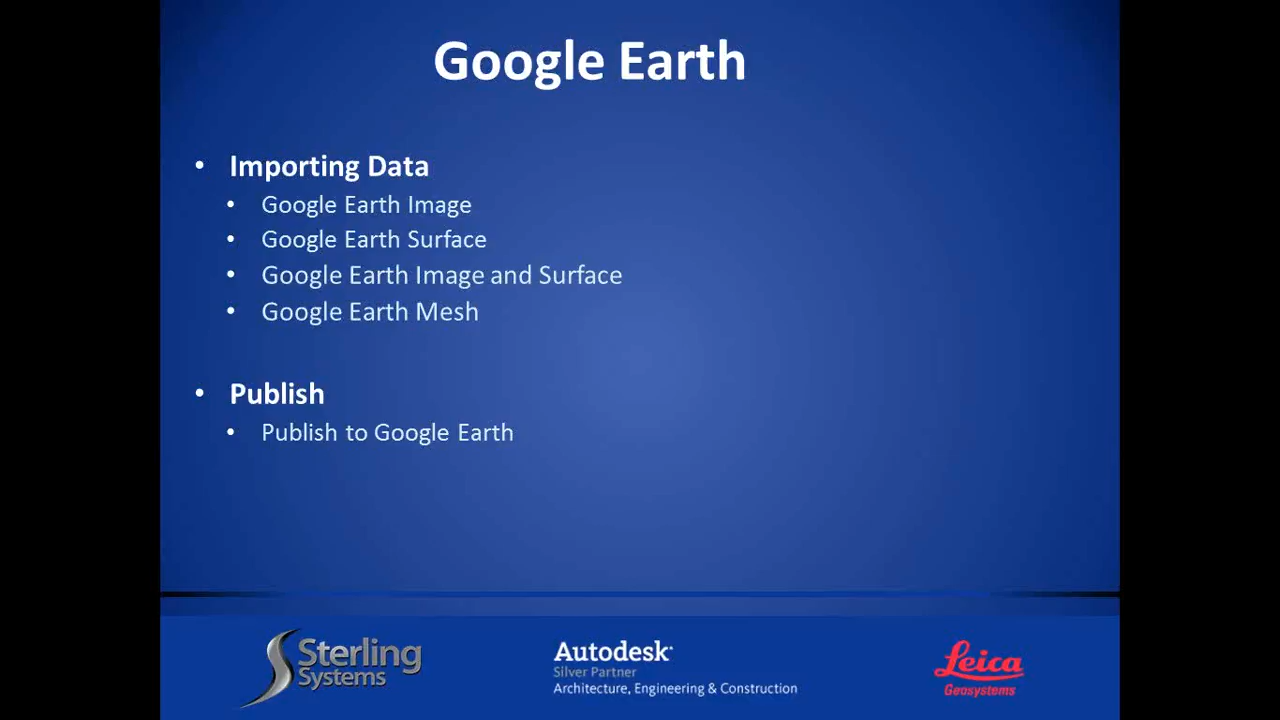 Google Earth
• Importing Data
• Google Earth Image
• Google Earth Surface
• Google Earth Image and Surface
• Google Earth Mesh
• Publish
• Publish to Google Earth
Sterling
Systems
Autodesk
Silver Partner
Architecture, Engineering & Construction
Leica
Geosystems